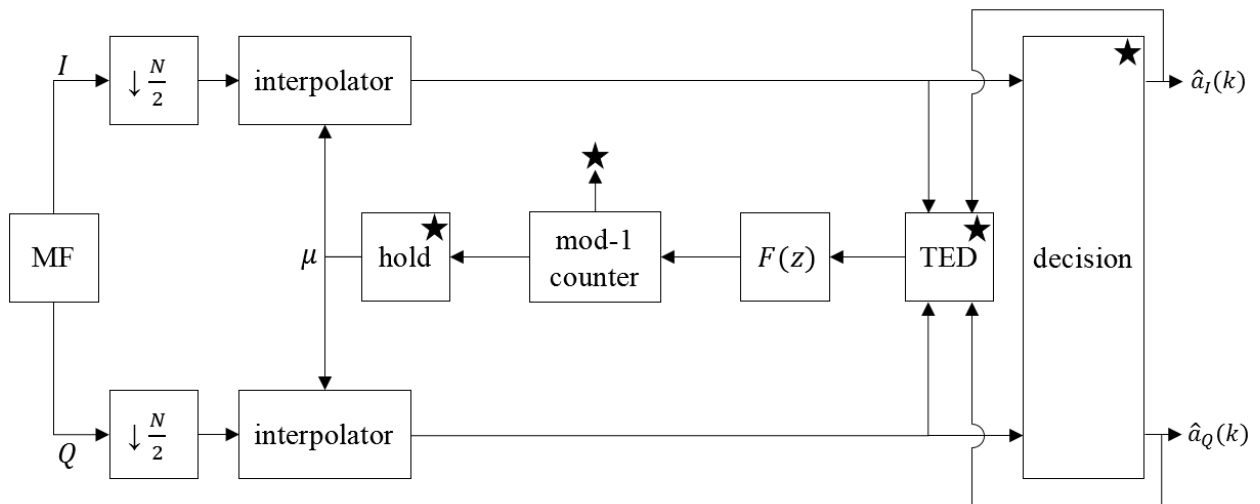 I
↓ N/2
interpolator
â_I(k)
MF
μ
hold
mod-1
counter
F(z)
TED
decision
Q
↓ N/2
interpolator
â_Q(k)